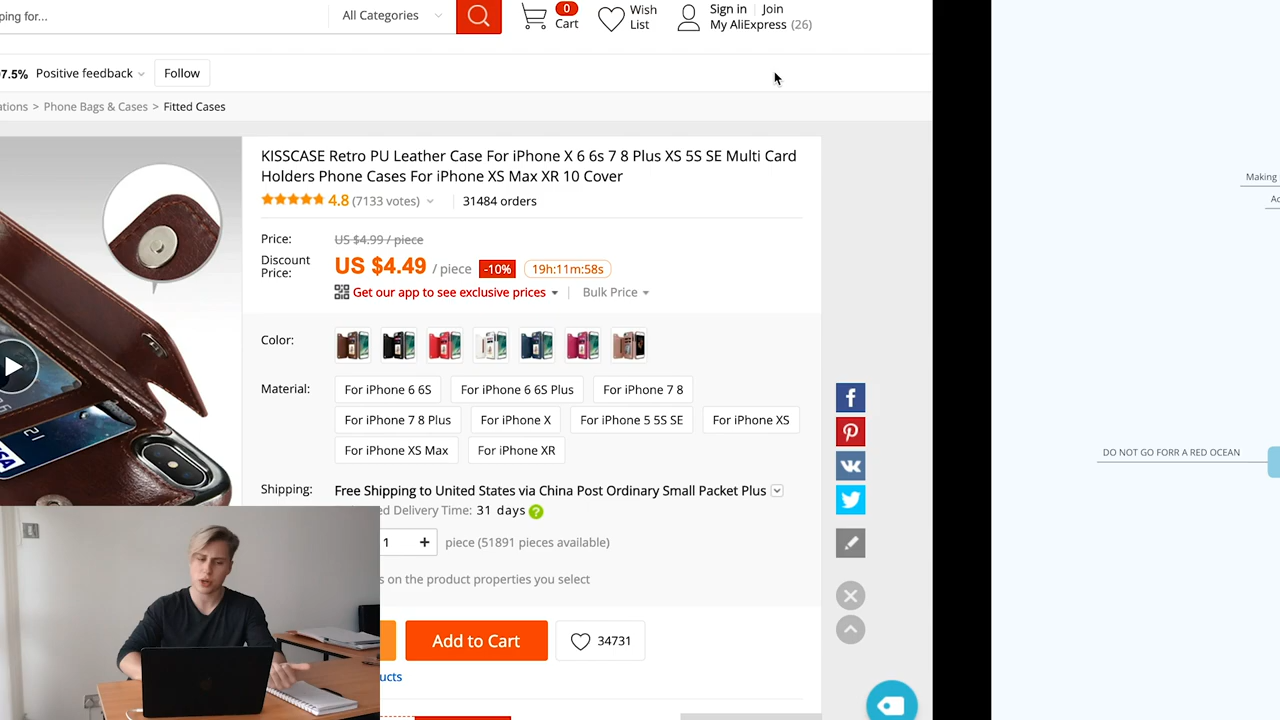 ping for...
All Categories
0
Cart
Wish
List
Sign in | Join
My AliExpress (26)
7.5% Positive feedback
Follow
ations > Phone Bags & Cases > Fitted Cases
KISSCASE Retro PU Leather Case For iPhone X 6 6s 7 8 Plus XS 5S SE Multi Card
Holders Phone Cases For iPhone XS Max XR 10 Cover
4.8 (7133 votes)
31484 orders
Price:
US $4.99 / piece
Discount
Price:
US $4.49 / piece
-10%
19h:11m:58s
Get our app to see exclusive prices
Bulk Price
Color:
Material:
For iPhone 6 6S
For iPhone 6 6S Plus
For iPhone 7 8
For iPhone 7 8 Plus
For iPhone X
For iPhone 5 5S SE
For iPhone XS
For iPhone XS Max
For iPhone XR
Shipping:
Free Shipping to United States via China Post Ordinary Small Packet Plus
ed Delivery Time: 31 days ?
1 +
piece (51891 pieces available)
s on the product properties you select
Add to Cart
34731
ucts
VISA
Making
Ac
DO NOT GO FORR A RED OCEAN